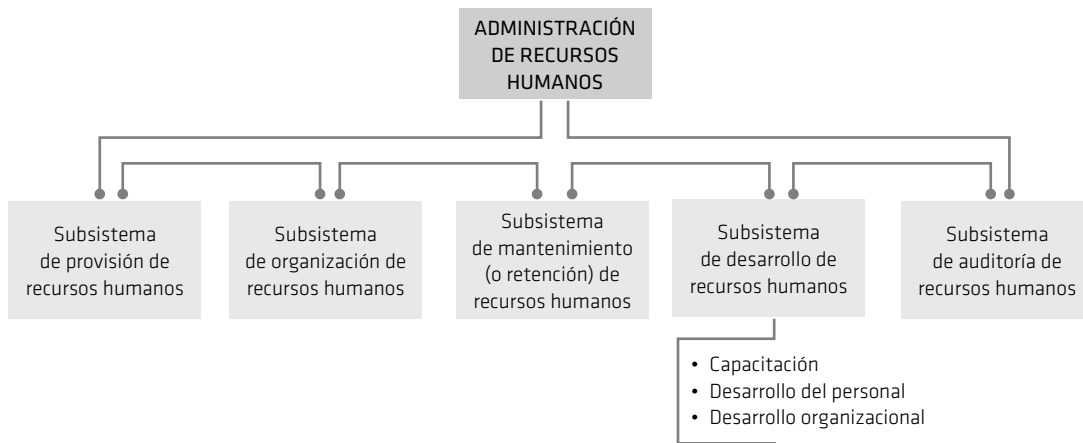 ADMINISTRACIÓN
DE RECURSOS
HUMANOS
Subsistema
de provisión de
recursos humanos
Subsistema
de organización de
recursos humanos
Subsistema
de mantenimiento
(o retención) de
recursos humanos
Subsistema
de desarrollo de
recursos humanos
Subsistema
de auditoría de
recursos humanos
• Capacitación
• Desarrollo del personal
• Desarrollo organizacional